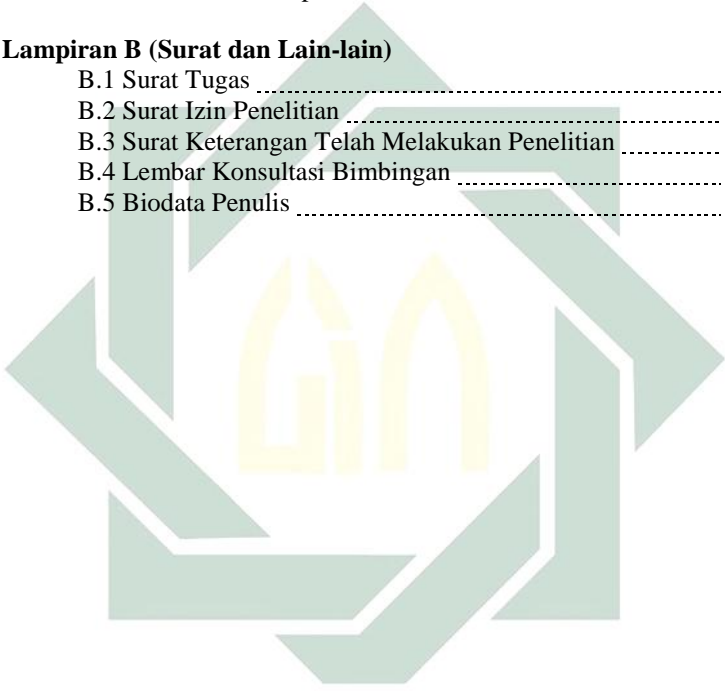 Lampiran B (Surat dan Lain-lain)
B.1 Surat Tugas
B.2 Surat Izin Penelitian
B.3 Surat Keterangan Telah Melakukan Penelitian
B.4 Lembar Konsultasi Bimbingan
B.5 Biodata Penulis